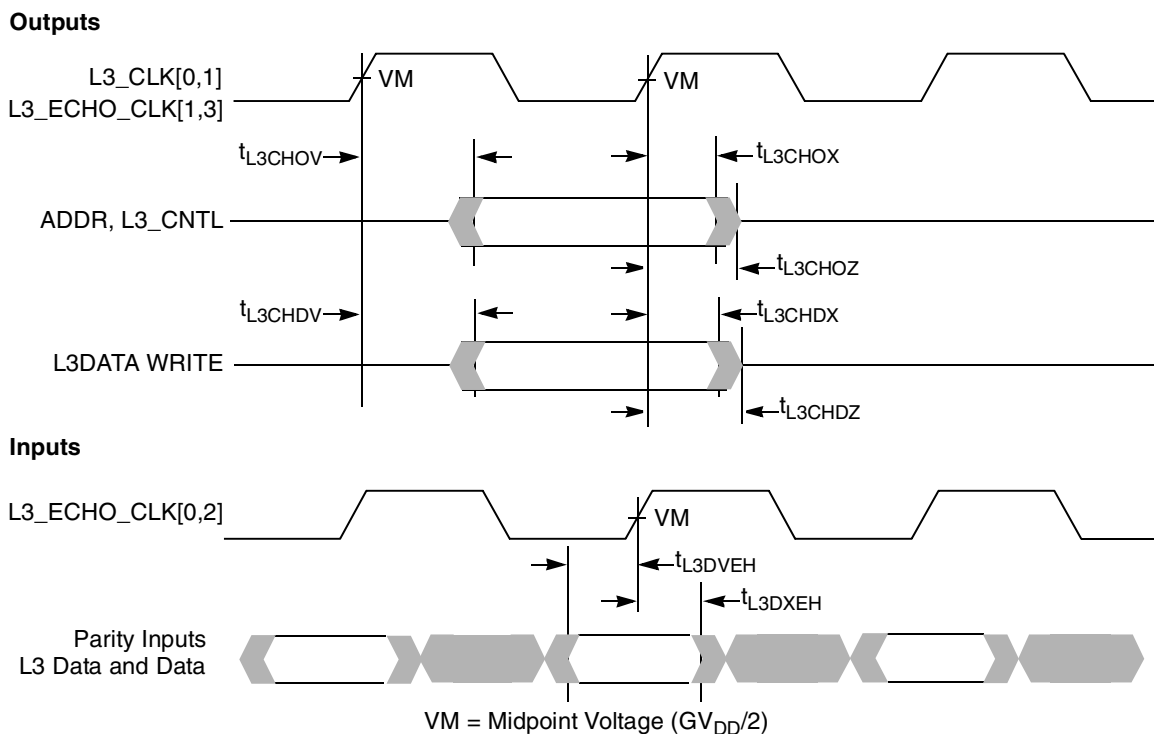 Outputs
L3_CLK[0,1]
VM
VM
L3_ECHO_CLK[1,3]
tL3CHOV
tL3CHOX
ADDR, L3_CNTL
tL3CHOZ
tL3CHDV
tL3CHDX
L3DATA WRITE
tL3CHDZ
Inputs
L3_ECHO_CLK[0,2]
VM
tL3DVEH
tL3DXEH
Parity Inputs
L3 Data and Data
VM = Midpoint Voltage (GVDD/2)